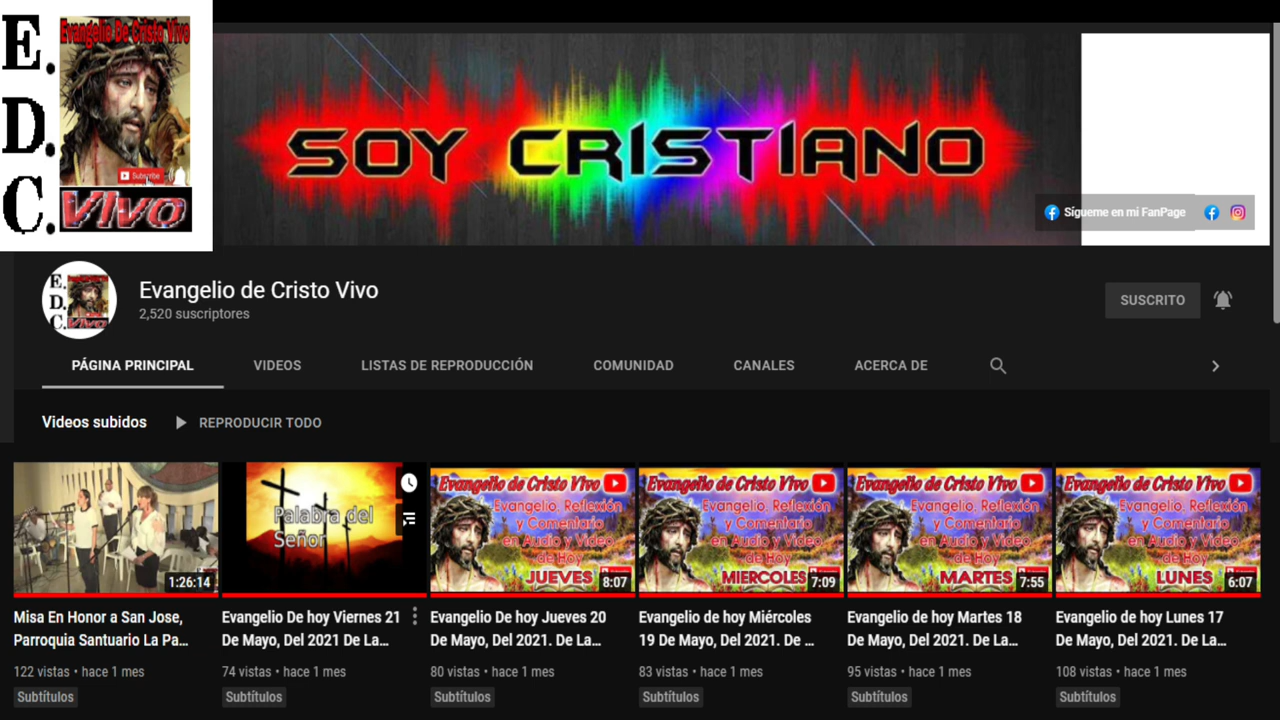 E.
D.
C.
Evangelio De Cristo Vivo
Subscribe
Vivo
SOY CRISTIANO
Sígueme en mi FanPage
E.
D.
C.
Vivo
Evangelio de Cristo Vivo
2,520 suscriptores
SUSCRITO
PÁGINA PRINCIPAL VIDEOS LISTAS DE REPRODUCCIÓN COMUNIDAD CANALES ACERCA DE
Videos subidos REPRODUCIR TODO
1:26:14
Misa En Honor a San Jose,
Parroquia Santuario La Pa...
122 vistas • hace 1 mes
Subtítulos
Palabra del
Señor
Evangelio De hoy Viernes 21
De Mayo, Del 2021 De La...
74 vistas • hace 1 mes
Subtítulos
Evangelio de Cristo Vivo
Evangelio, Reflexión
y Comentario
en Audio y Video
de Hoy
JUEVES 8:07
Evangelio De hoy Jueves 20
De Mayo, Del 2021. De La...
80 vistas • hace 1 mes
Subtítulos
Evangelio de Cristo Vivo
Evangelio, Reflexión
y Comentario
en Audio y Video
de Hoy
MIERCOLES 7:09
Evangelio de hoy Miércoles
19 De Mayo, Del 2021. De ...
83 vistas • hace 1 mes
Subtítulos
Evangelio de Cristo Vivo
Evangelio, Reflexión
y Comentario
en Audio y Video
de Hoy
MARTES 7:55
Evangelio de hoy Martes 18
De Mayo, Del 2021. De La...
95 vistas • hace 1 mes
Subtítulos
Evangelio de Cristo Vivo
Evangelio, Reflexión
y Comentario
en Audio y Video
de Hoy
LUNES 6:07
Evangelio de hoy Lunes 17
De Mayo, Del 2021. De La...
108 vistas • hace 1 mes
Subtítulos